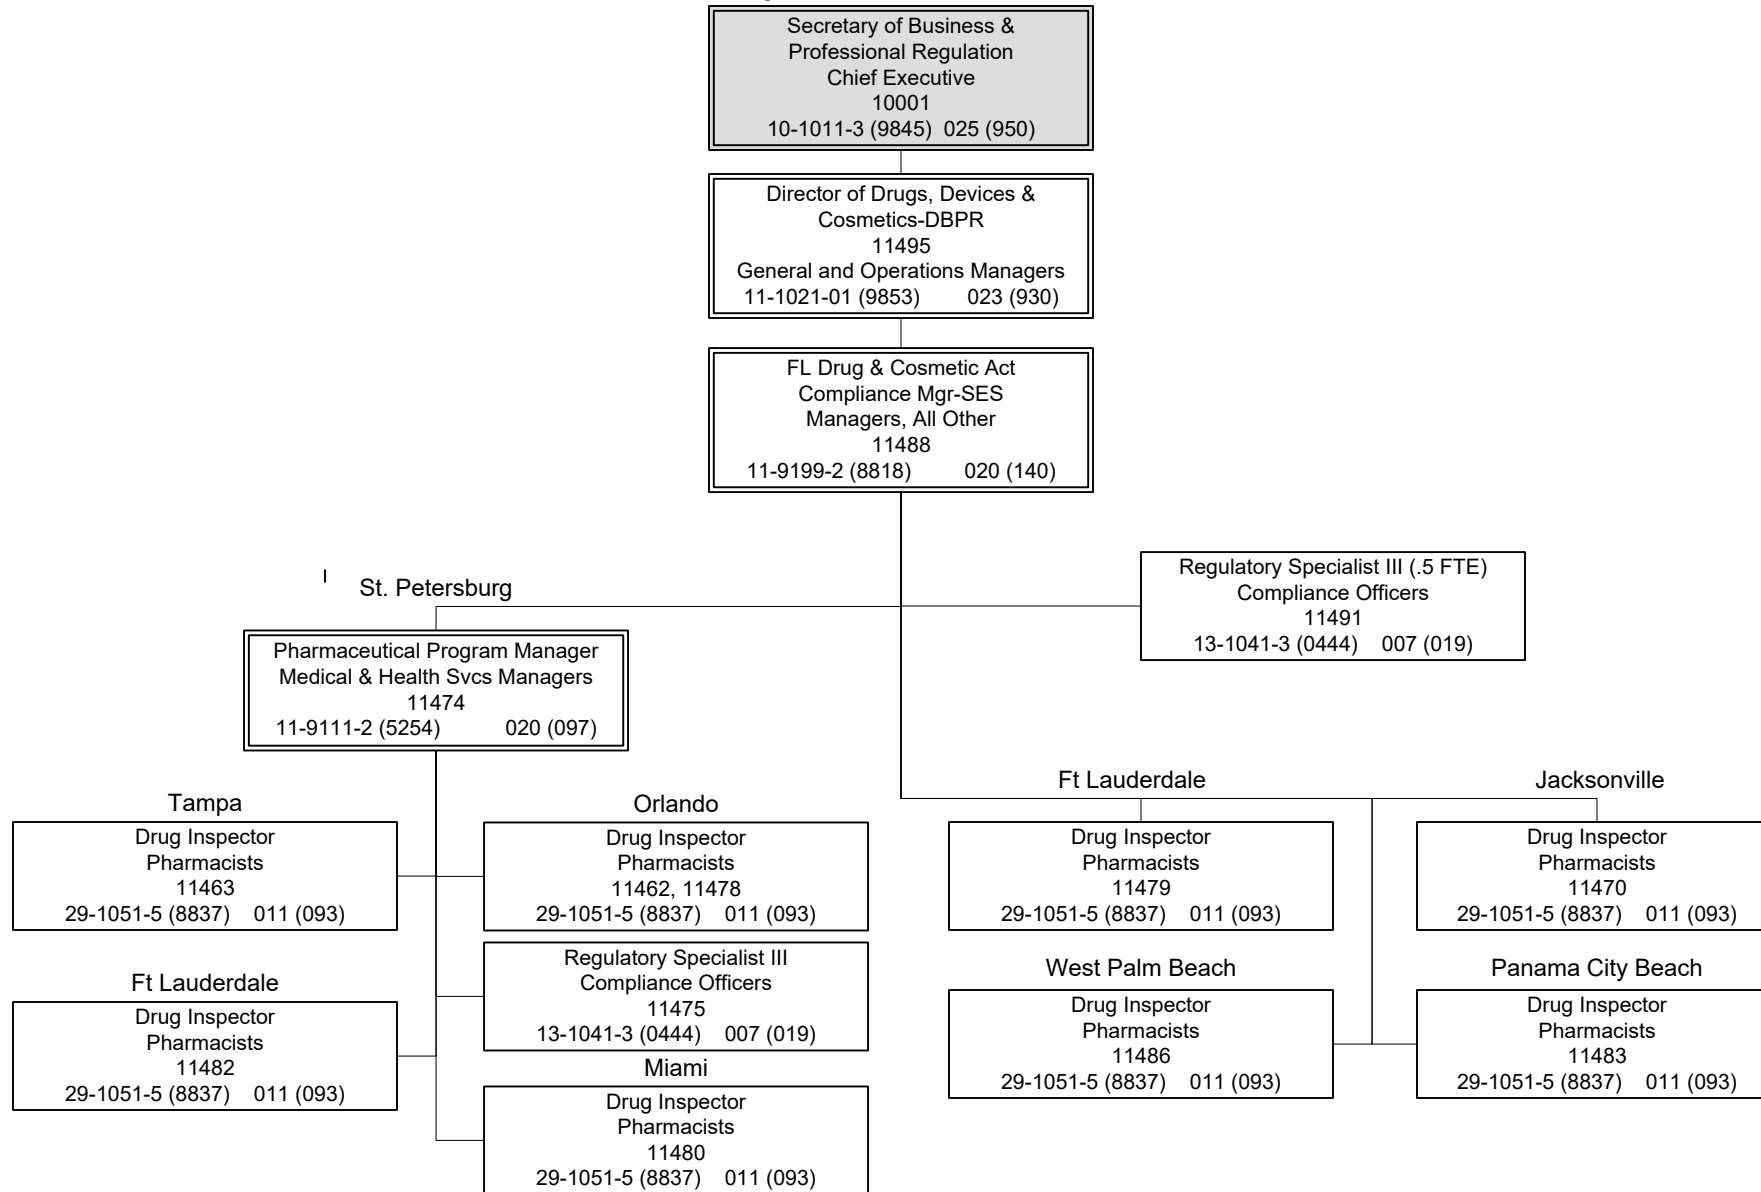 Secretary of Business &
Professional Regulation
Chief Executive
10001
10-1011-3 (9845) 025 (950)
Director of Drugs, Devices &
Cosmetics-DBPR
11495
General and Operations Managers
11-1021-01 (9853) 023 (930)
FL Drug & Cosmetic Act
Compliance Mgr-SES
Managers, All Other
11488
11-9199-2 (8818) 020 (140)
Regulatory Specialist III (.5 FTE)
Compliance Officers
11491
13-1041-3 (0444) 007 (019)
St. Petersburg
Pharmaceutical Program Manager
Medical & Health Svcs Managers
11474
11-9111-2 (5254) 020 (097)
Tampa
Drug Inspector
Pharmacists
11463
29-1051-5 (8837) 011 (093)
Orlando
Drug Inspector
Pharmacists
11462, 11478
29-1051-5 (8837) 011 (093)
Regulatory Specialist III
Compliance Officers
11475
13-1041-3 (0444) 007 (019)
Ft Lauderdale
Drug Inspector
Pharmacists
11482
29-1051-5 (8837) 011 (093)
Miami
Drug Inspector
Pharmacists
11480
29-1051-5 (8837) 011 (093)
Ft Lauderdale
Drug Inspector
Pharmacists
11479
29-1051-5 (8837) 011 (093)
Jacksonville
Drug Inspector
Pharmacists
11470
29-1051-5 (8837) 011 (093)
West Palm Beach
Drug Inspector
Pharmacists
11486
29-1051-5 (8837) 011 (093)
Panama City Beach
Drug Inspector
Pharmacists
11483
29-1051-5 (8837) 011 (093)